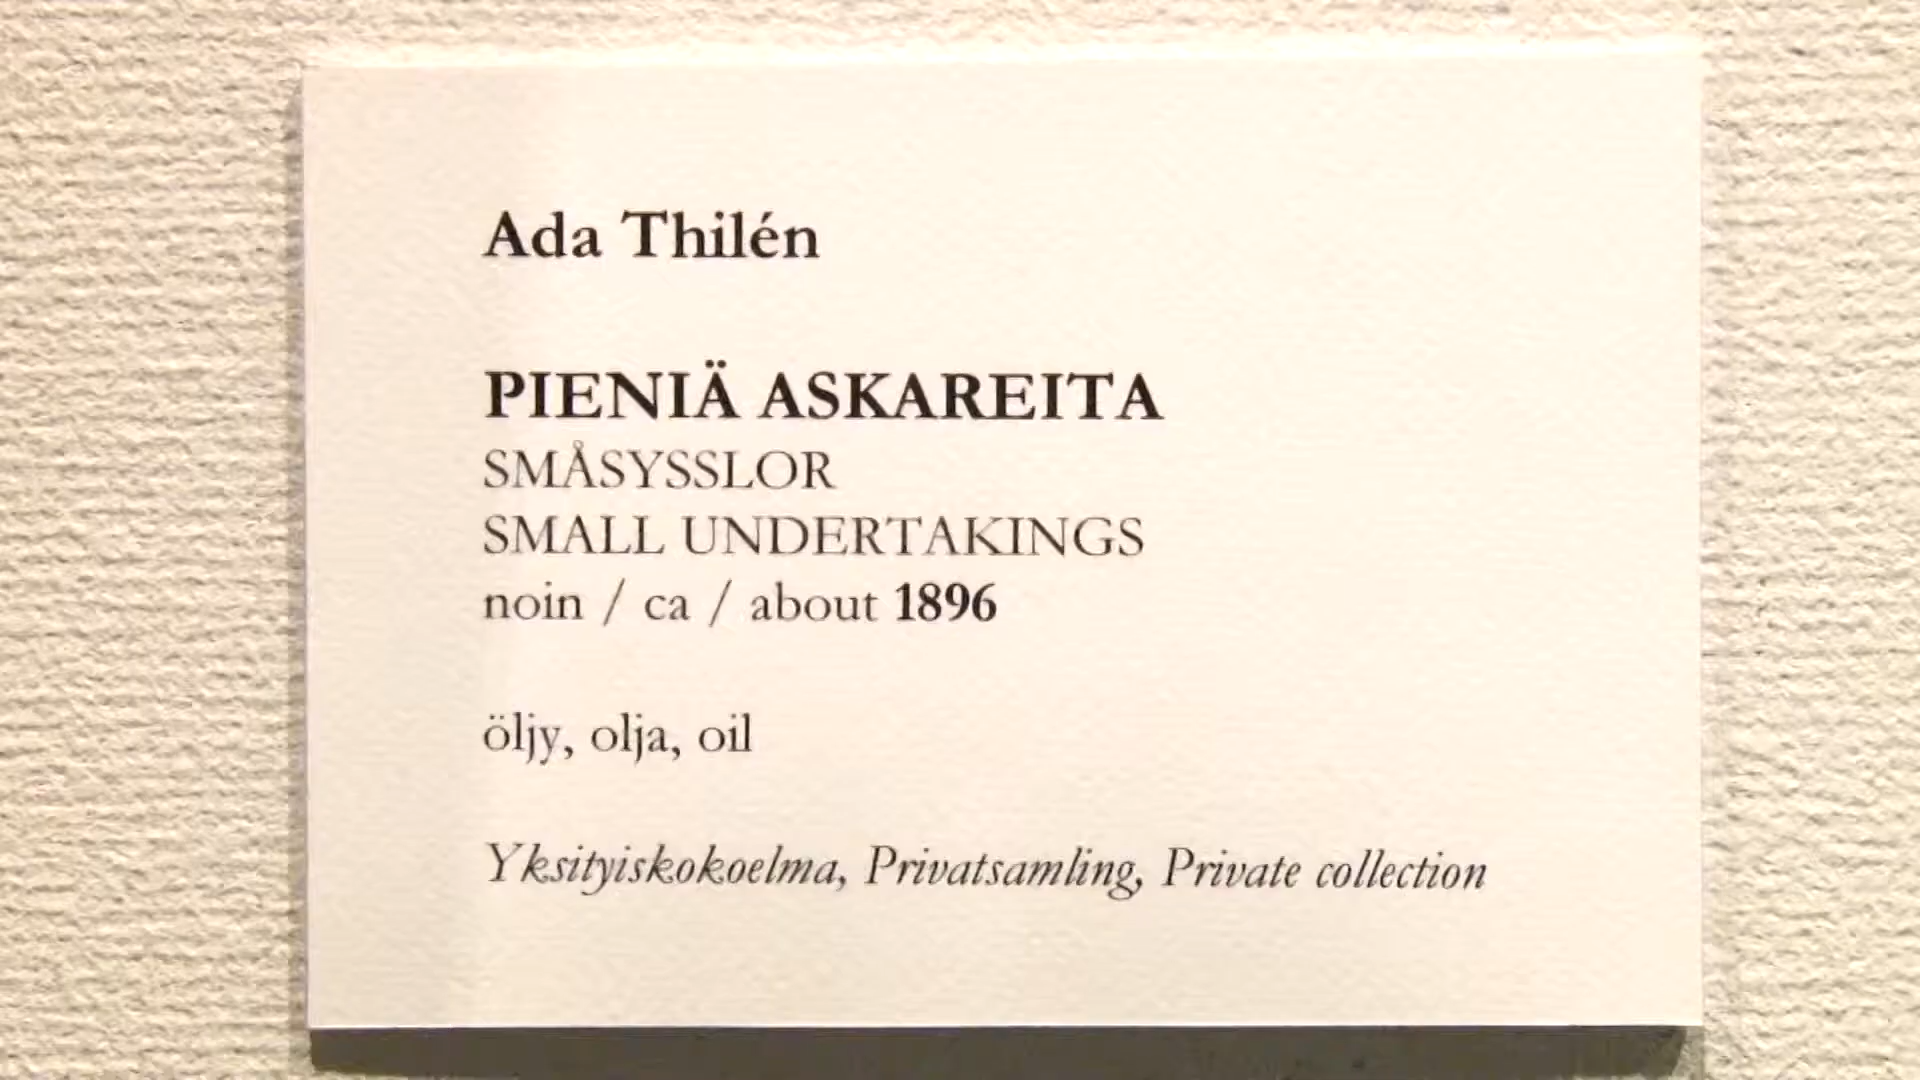 Ada Thilén
PIENIÄ ASKAREITA
SMÅSYSSLOR
SMALL UNDERTAKINGS
noin / ca / about 1896
öljy, olja, oil
Yksityiskokoelma, Privatsamling, Private collection